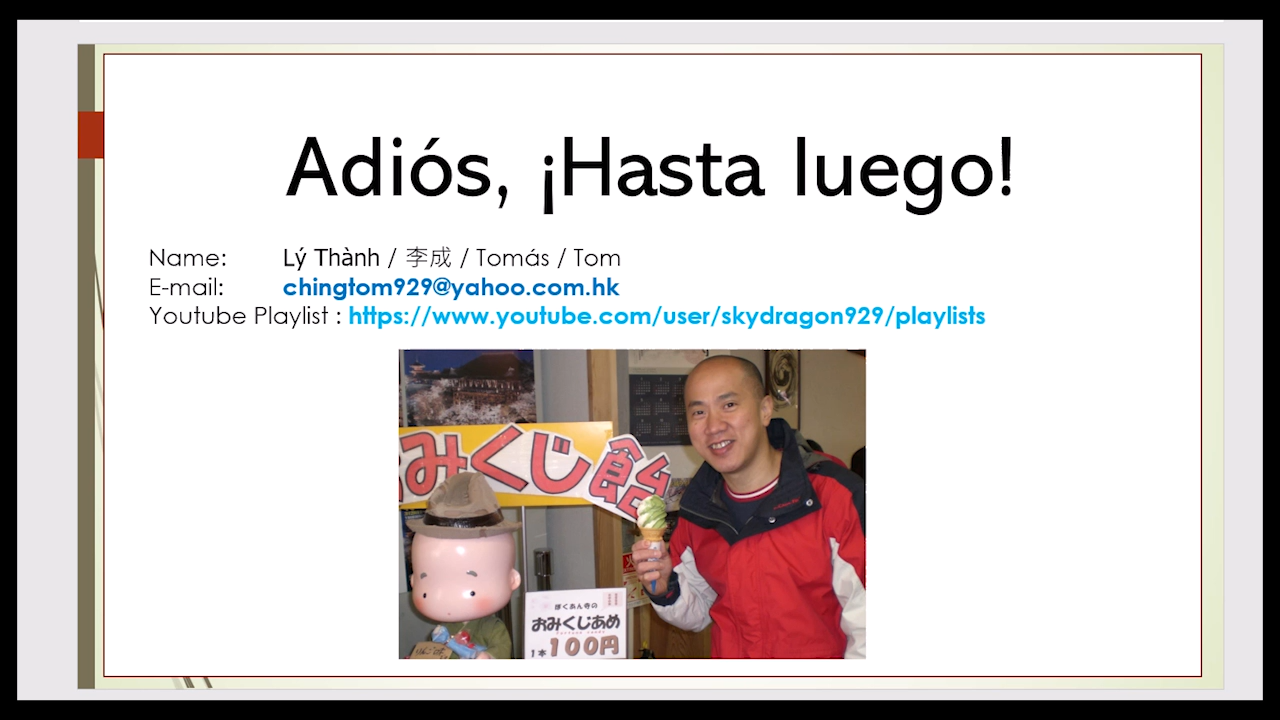 Adiós, ¡Hasta luego!
Name: Lý Thành / 李成 / Tomás / Tom
E-mail: chingtom929@yahoo.com.hk
Youtube Playlist : https://www.youtube.com/user/skydragon929/playlists
おみくじ飴
ぼくあん寺の
おみくじあめ
1本100円